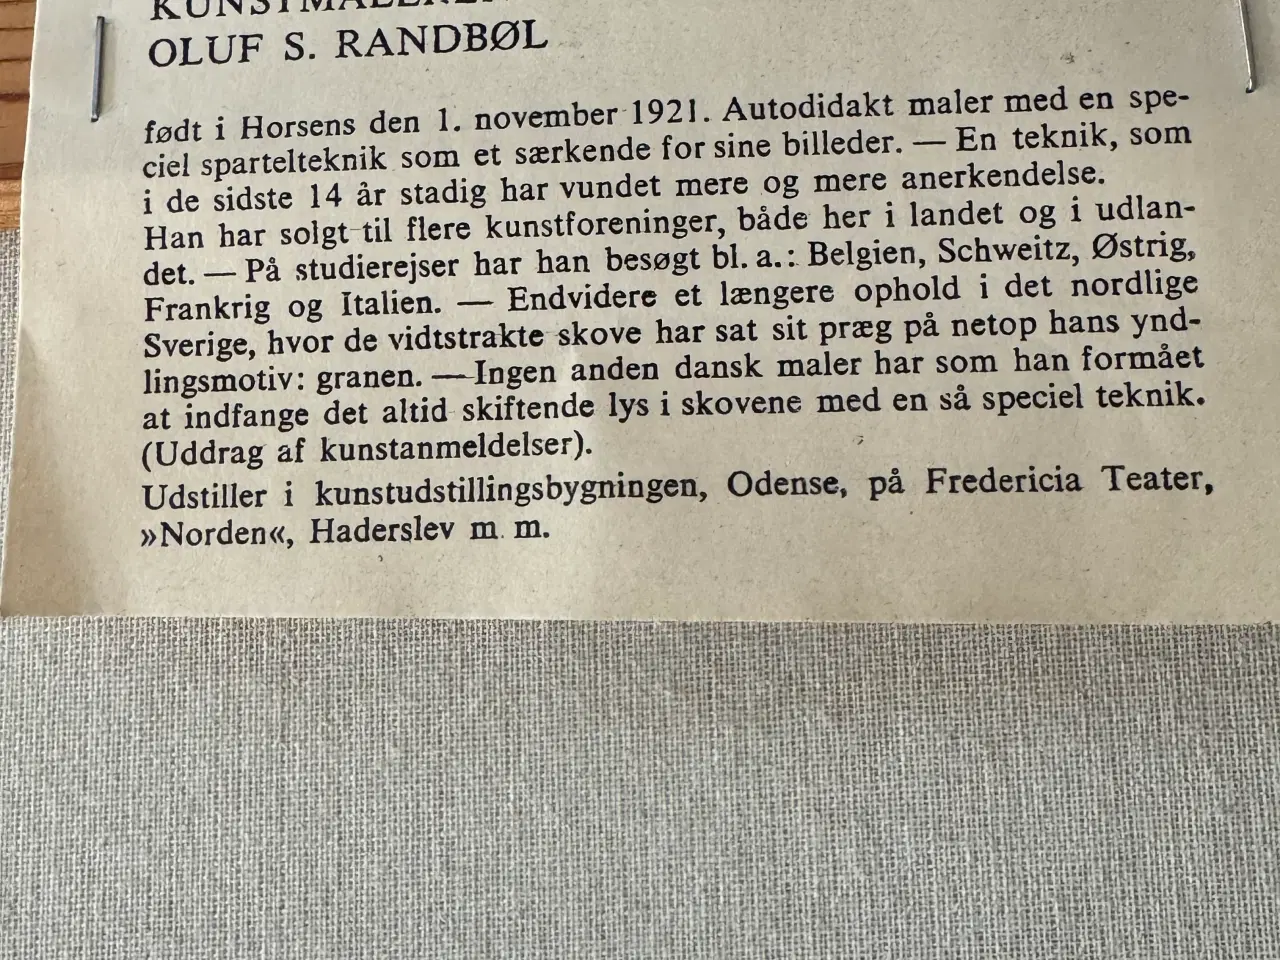 KUNSTMALEREN
OLUF S. RANDBØL
født i Horsens den 1. november 1921. Autodidakt maler med en spe-
ciel spartelteknik som et særkende for sine billeder. — En teknik, som
i de sidste 14 år stadig har vundet mere og mere anerkendelse.
Han har solgt til flere kunstforeninger, både her i landet og i udlan-
det. — På studierejser har han besøgt bl. a.: Belgien, Schweitz, Østrig,
Frankrig og Italien. — Endvidere et længere ophold i det nordlige
Sverige, hvor de vidtstrakte skove har sat sit præg på netop hans ynd-
lingsmotiv: granen. — Ingen anden dansk maler har som han formået
at indfange det altid skiftende lys i skovene med en så speciel teknik.
(Uddrag af kunstanmeldelser).
Udstiller i kunstudstillingsbygningen, Odense, på Fredericia Teater,
»Norden«, Haderslev m. m.